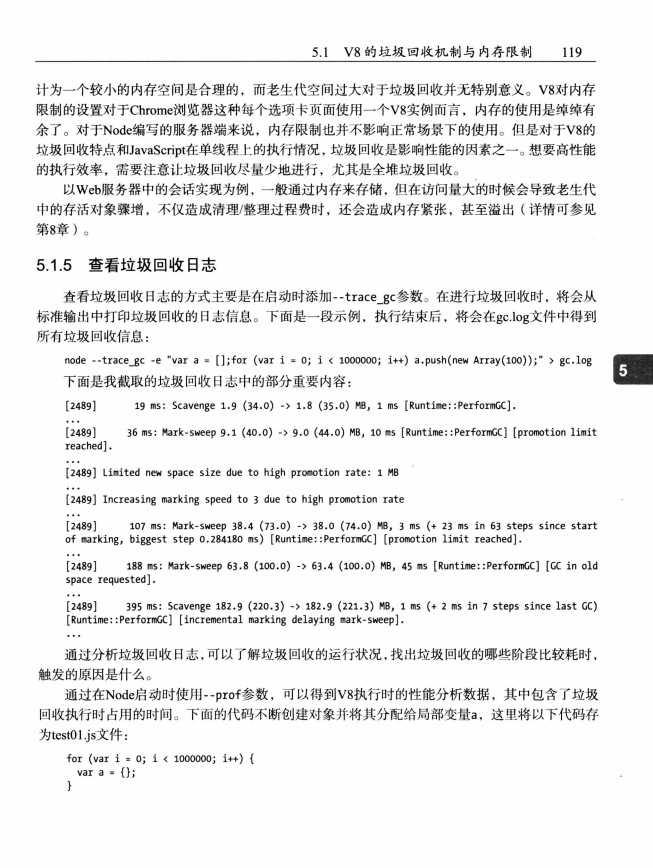 5.1 V8 的垃圾回收机制与内存限制 119
计为一个较小的内存空间是合理的，而老生代空间过大对于垃圾回收并无特别意义。V8对内存
限制的设置对于Chrome浏览器这种每个选项卡页面使用一个V8实例而言，内存的使用是绰绰有
余了。对于Node编写的服务器端来说，内存限制也并不影响正常场景下的使用。但是对于V8的
垃圾回收特点和JavaScript在单线程上的执行情况，垃圾回收是影响性能的因素之一。想要高性能
的执行效率，需要注意让垃圾回收尽量少地进行，尤其是全堆垃圾回收。
以Web服务器中的会话实现为例，一般通过内存来存储，但在访问量大的时候会导致老生代
中的存活对象骤增，不仅造成清理/整理过程费时，还会造成内存紧张，甚至溢出（详情可参见
第8章）。
5.1.5 查看垃圾回收日志
查看垃圾回收日志的方式主要是在启动时添加--trace_gc参数。在进行垃圾回收时，将会从
标准输出中打印垃圾回收的日志信息。下面是一段示例，执行结束后，将会在gc.log文件中得到
所有垃圾回收信息：
node --trace_gc -e "var a = [];for (var i = 0; i < 1000000; i++) a.push(new Array(100));" > gc.log
5
下面是我截取的垃圾回收日志中的部分重要内容：
[2489] 19 ms: Scavenge 1.9 (34.0) -> 1.8 (35.0) MB, 1 ms [Runtime::PerformGC].
...
[2489] 36 ms: Mark-sweep 9.1 (40.0) -> 9.0 (44.0) MB, 10 ms [Runtime::PerformGC] [promotion limit
reached].
...
[2489] Limited new space size due to high promotion rate: 1 MB
...
[2489] Increasing marking speed to 3 due to high promotion rate
...
[2489] 107 ms: Mark-sweep 38.4 (73.0) -> 38.0 (74.0) MB, 3 ms (+ 23 ms in 63 steps since start
of marking, biggest step 0.284180 ms) [Runtime::PerformGC] [promotion limit reached].
...
[2489] 188 ms: Mark-sweep 63.8 (100.0) -> 63.4 (100.0) MB, 45 ms [Runtime::PerformGC] [GC in old
space requested].
...
[2489] 395 ms: Scavenge 182.9 (220.3) -> 182.9 (221.3) MB, 1 ms (+ 2 ms in 7 steps since last GC)
[Runtime::PerformGC] [incremental marking delaying mark-sweep].
...
通过分析垃圾回收日志，可以了解垃圾回收的运行状况，找出垃圾回收的哪些阶段比较耗时，
触发的原因是什么。
通过在Node启动时使用--prof参数，可以得到V8执行时的性能分析数据，其中包含了垃圾
回收执行时占用的时间。下面的代码不断创建对象并将其分配给局部变量a，这里将以下代码存
为test01.js文件：
for (var i = 0; i < 1000000; i++) {
var a = {};
}